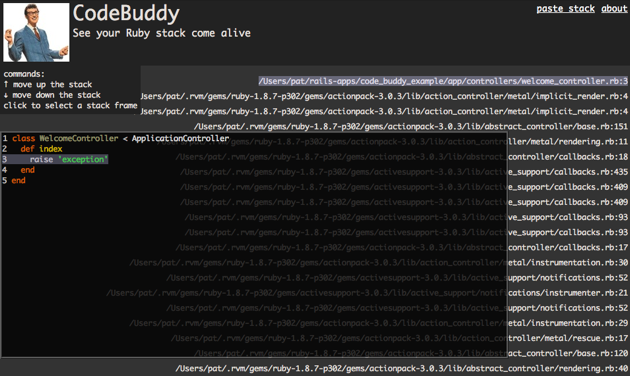 CodeBuddy
See your Ruby stack come alive
paste stack about
commands:
↑ move up the stack
↓ move down the stack
click to select a stack frame
/Users/pat/rails-apps/code_buddy_example/app/controllers/welcome_controller.rb:3
/Users/pat/.rvm/gems/ruby-1.8.7-p302/gems/actionpack-3.0.3/lib/action_controller/metal/implicit_render.rb:4
/Users/pat/.rvm/gems/ruby-1.8.7-p302/gems/actionpack-3.0.3/lib/action_controller/metal/implicit_render.rb:4
/Users/pat/.rvm/gems/ruby-1.8.7-p302/gems/actionpack-3.0.3/lib/abstract_controller/base.rb:151
1 class WelcomeController < ApplicationController
2 def index
3 raise 'exception'
4 end
5 end
/Users/pat/.rvm/gems/ruby-1.8.7-p302/gems/actionpack-3.0.3/lib/action_controller/metal/rendering.rb:11
/Users/pat/.rvm/gems/ruby-1.8.7-p302/gems/actionpack-3.0.3/lib/abstract_controller/callbacks.rb:18
/Users/pat/.rvm/gems/ruby-1.8.7-p302/gems/activesupport-3.0.3/lib/active_support/callbacks.rb:435
/Users/pat/.rvm/gems/ruby-1.8.7-p302/gems/activesupport-3.0.3/lib/active_support/callbacks.rb:409
/Users/pat/.rvm/gems/ruby-1.8.7-p302/gems/activesupport-3.0.3/lib/active_support/callbacks.rb:409
/Users/pat/.rvm/gems/ruby-1.8.7-p302/gems/activesupport-3.0.3/lib/active_support/callbacks.rb:93
/Users/pat/.rvm/gems/ruby-1.8.7-p302/gems/activesupport-3.0.3/lib/active_support/callbacks.rb:93
/Users/pat/.rvm/gems/ruby-1.8.7-p302/gems/actionpack-3.0.3/lib/abstract_controller/callbacks.rb:17
/Users/pat/.rvm/gems/ruby-1.8.7-p302/gems/actionpack-3.0.3/lib/action_controller/metal/instrumentation.rb:30
/Users/pat/.rvm/gems/ruby-1.8.7-p302/gems/activesupport-3.0.3/lib/active_support/notifications.rb:52
/Users/pat/.rvm/gems/ruby-1.8.7-p302/gems/activesupport-3.0.3/lib/active_support/notifications/instrumenter.rb:21
/Users/pat/.rvm/gems/ruby-1.8.7-p302/gems/activesupport-3.0.3/lib/active_support/notifications.rb:52
/Users/pat/.rvm/gems/ruby-1.8.7-p302/gems/actionpack-3.0.3/lib/action_controller/metal/instrumentation.rb:29
/Users/pat/.rvm/gems/ruby-1.8.7-p302/gems/actionpack-3.0.3/lib/action_controller/metal/rescue.rb:17
/Users/pat/.rvm/gems/ruby-1.8.7-p302/gems/actionpack-3.0.3/lib/abstract_controller/base.rb:120
/Users/pat/.rvm/gems/ruby-1.8.7-p302/gems/actionpack-3.0.3/lib/abstract_controller/rendering.rb:40